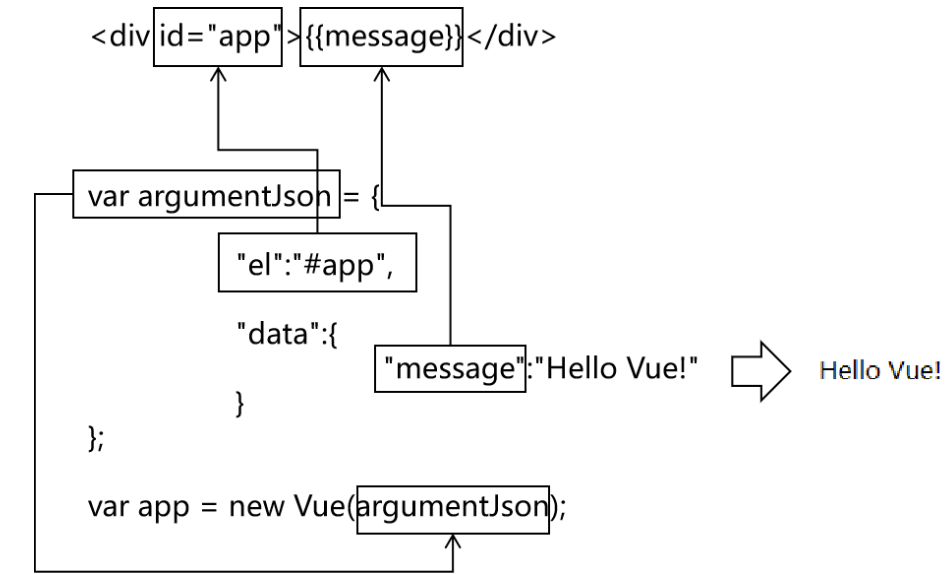 <div id="app">{{message}}</div>
var argumentJson = {
"el":"#app",
"data":{
"message":"Hello Vue!"
Hello Vue!
}
};
var app = new Vue(argumentJson);